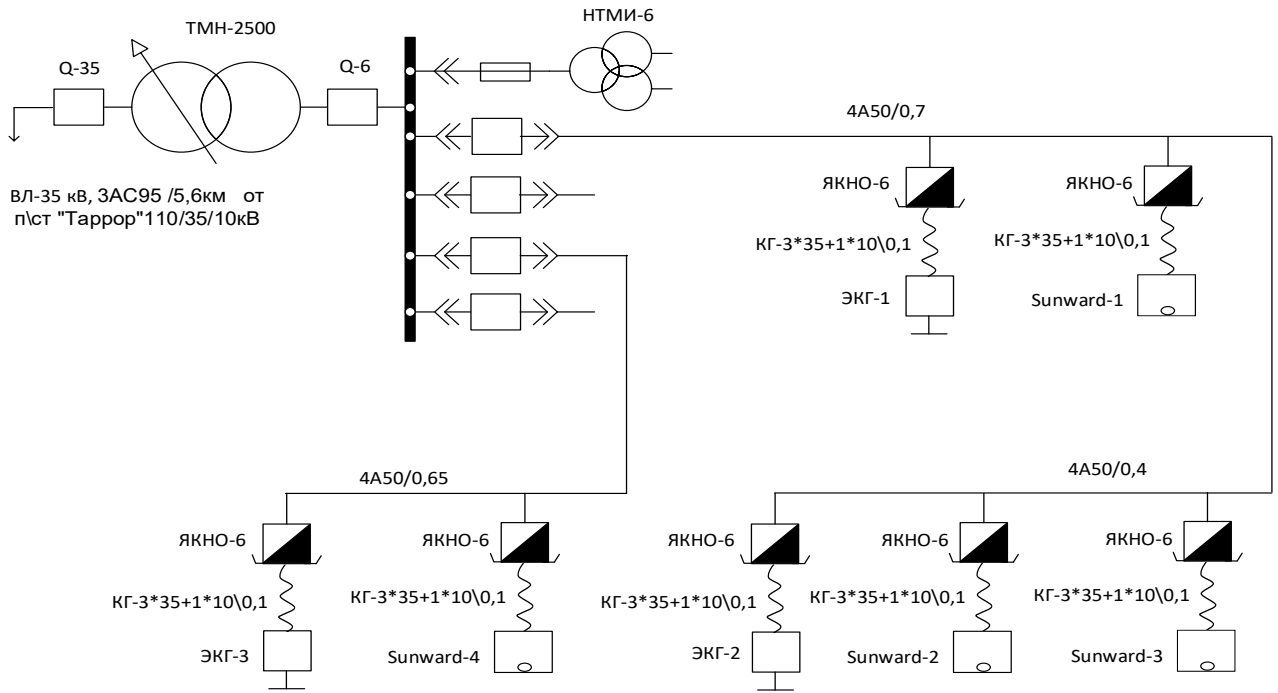 ТМН-2500
НТМИ-6
Q-35
Q-6
4А50/0,7
ВЛ-35 кВ, 3АС95 /5,6км от
п\ст "Таррор"110/35/10кВ
ЯКНО-6
ЯКНО-6
КГ-3*35+1*10\0,1
КГ-3*35+1*10\0,1
ЭКГ-1
Sunward-1
4А50/0,65
4А50/0,4
ЯКНО-6
ЯКНО-6
ЯКНО-6
ЯКНО-6
ЯКНО-6
КГ-3*35+1*10\0,1
КГ-3*35+1*10\0,1
КГ-3*35+1*10\0,1
КГ-3*35+1*10\0,1
КГ-3*35+1*10\0,1
ЭКГ-3
Sunward-4
ЭКГ-2
Sunward-2
Sunward-3